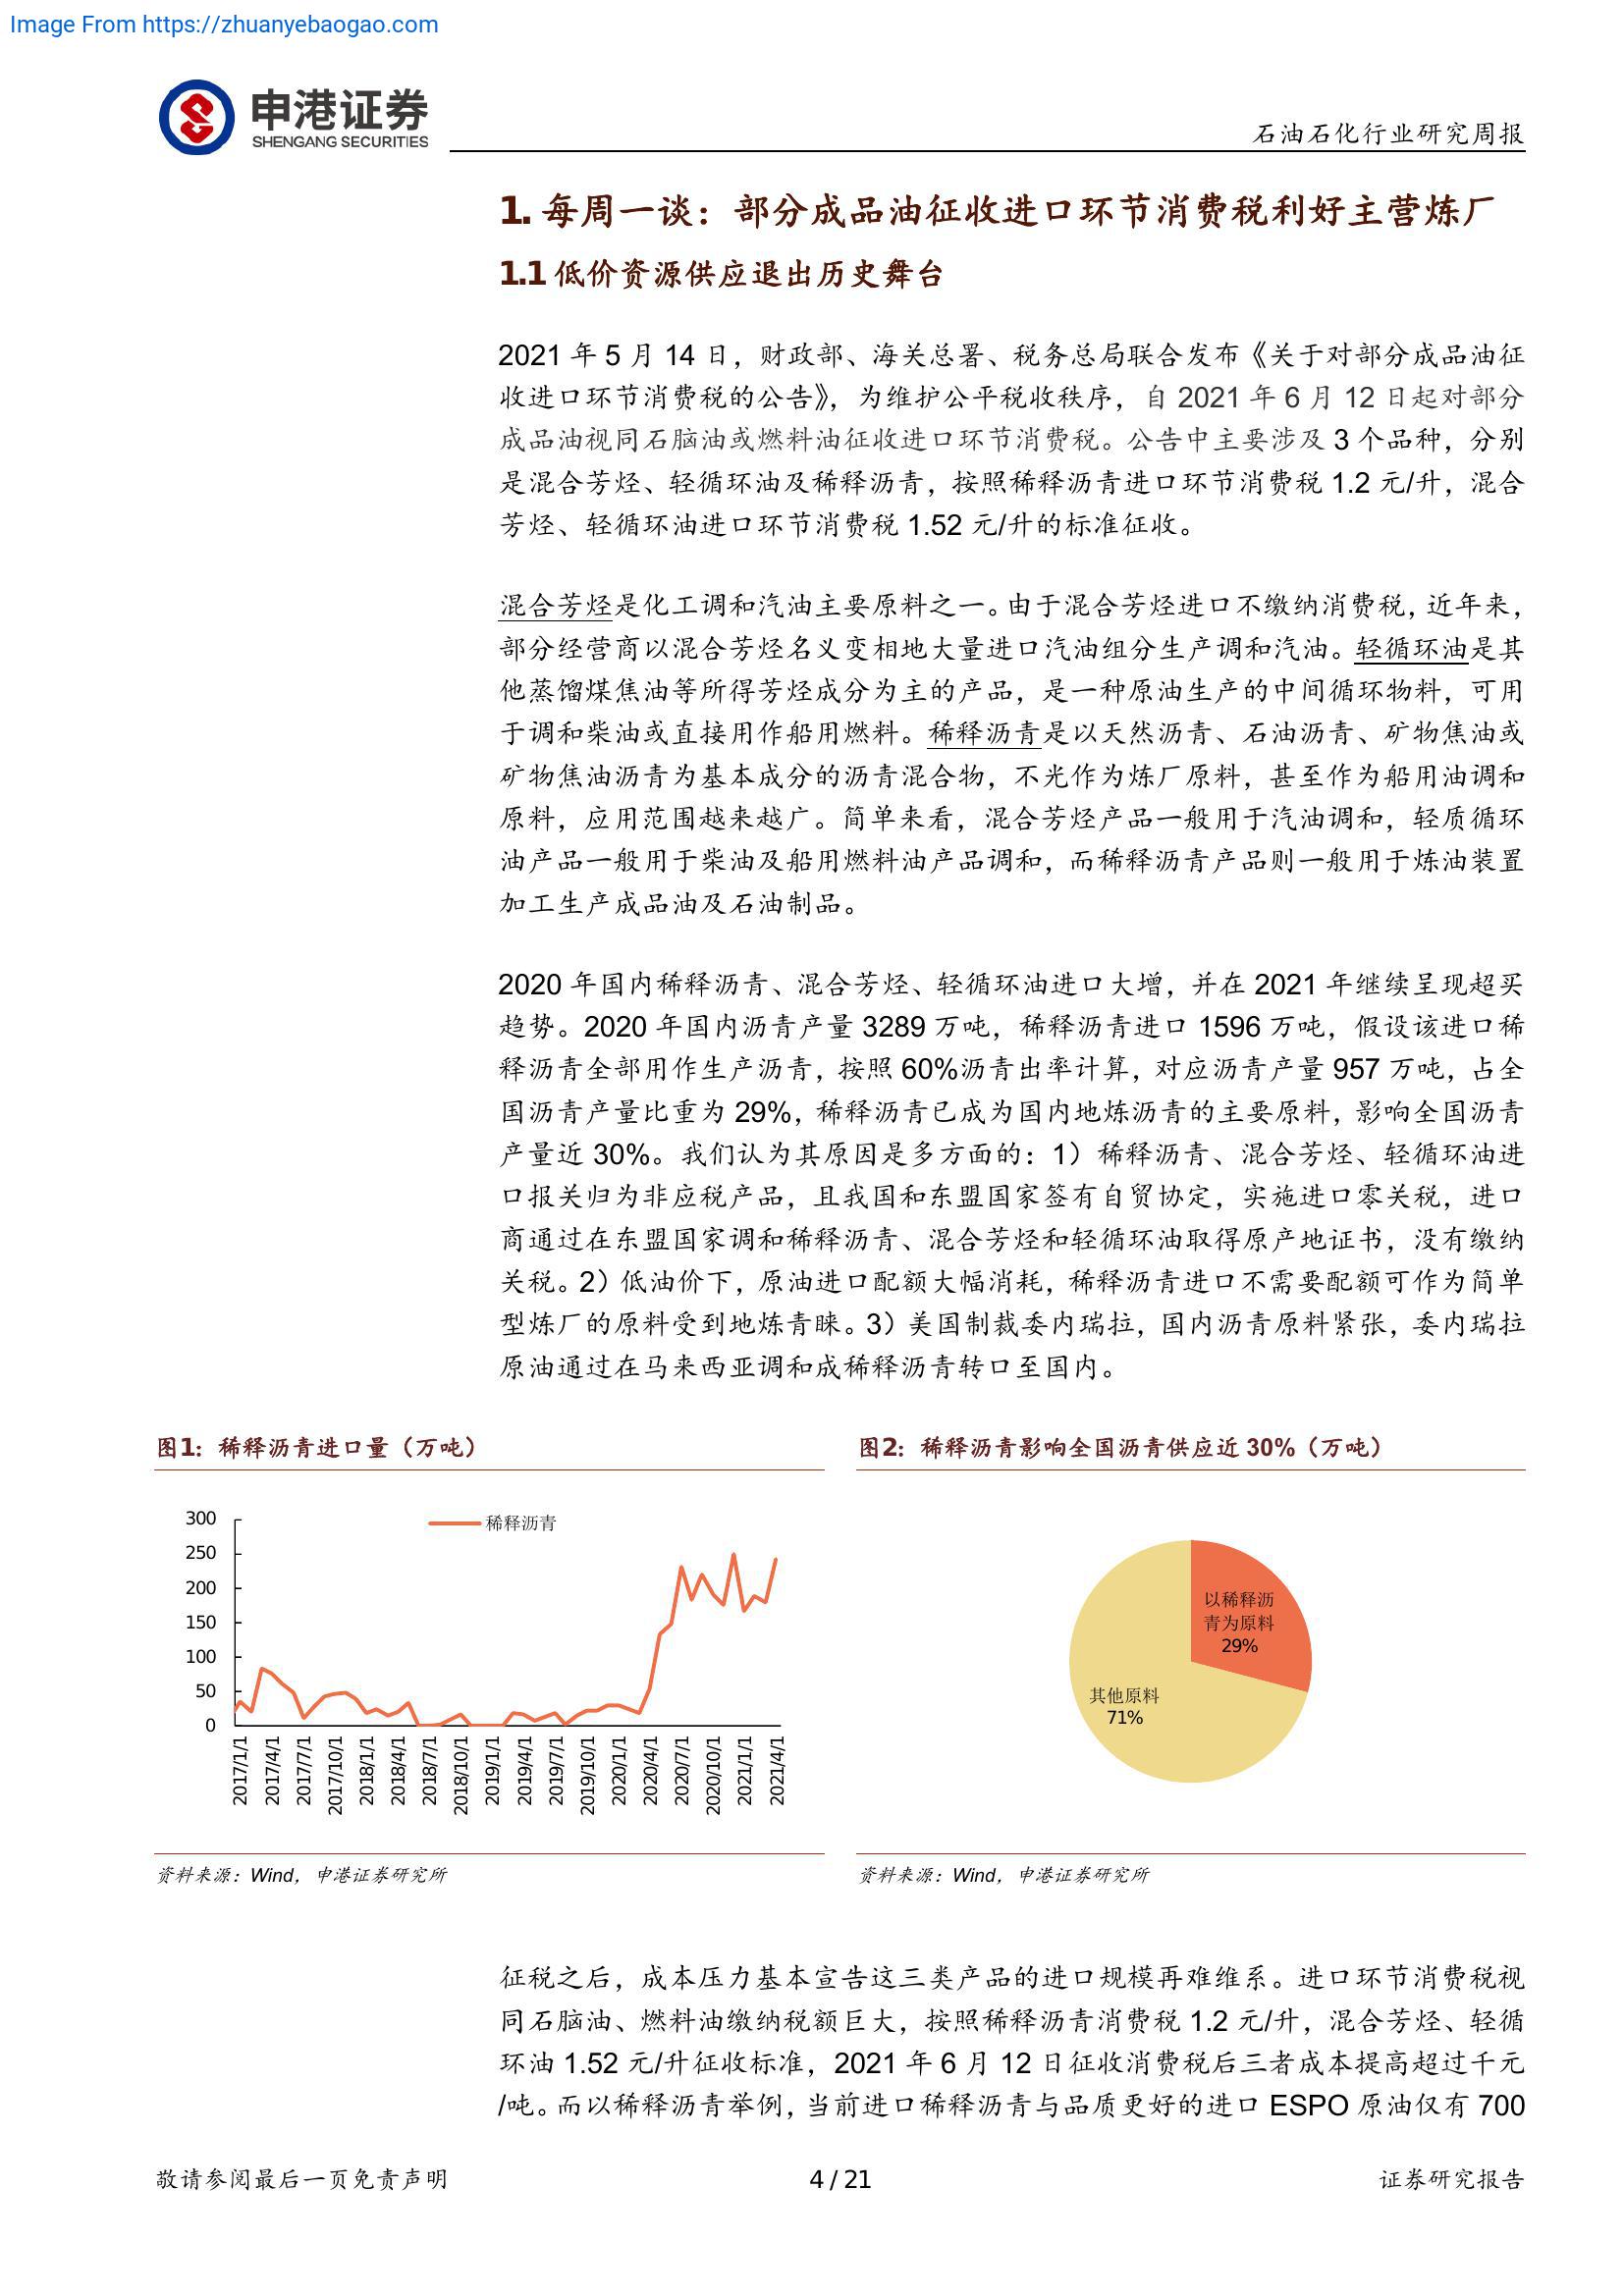 Image From https://zhuanyebaogao.com
申港证券
SHENGANG SECURITIES
石油石化行业研究周报
1. 每周一谈：部分成品油征收进口环节消费税利好主营炼厂
1.1 低价资源供应退出历史舞台
2021 年 5 月 14 日，财政部、海关总署、税务总局联合发布《关于对部分成品油征
收进口环节消费税的公告》，为维护公平税收秩序，自 2021 年 6 月 12 日起对部分
成品油视同石脑油或燃料油征收进口环节消费税。公告中主要涉及 3 个品种，分别
是混合芳烃、轻循环油及稀释沥青，按照稀释沥青进口环节消费税 1.2 元/升，混合
芳烃、轻循环油进口环节消费税 1.52 元/升的标准征收。
混合芳烃是化工调和汽油主要原料之一。由于混合芳烃进口不缴纳消费税，近年来，
部分经营商以混合芳烃名义变相地大量进口汽油组分生产调和汽油。轻循环油是其
他蒸馏煤焦油等所得芳烃成分为主的产品，是一种原油生产的中间循环物料，可用
于调和柴油或直接用作船用燃料。稀释沥青是以天然沥青、石油沥青、矿物焦油或
矿物焦油沥青为基本成分的沥青混合物，不光作为炼厂原料，甚至作为船用油调和
原料，应用范围越来越广。简单来看，混合芳烃产品一般用于汽油调和，轻质循环
油产品一般用于柴油及船用燃料油产品调和，而稀释沥青产品则一般用于炼油装置
加工生产成品油及石油制品。
2020 年国内稀释沥青、混合芳烃、轻循环油进口大增，并在 2021 年继续呈现超买
趋势。2020 年国内沥青产量 3289 万吨，稀释沥青进口 1596 万吨，假设该进口稀
释沥青全部用作生产沥青，按照 60%沥青出率计算，对应沥青产量 957 万吨，占全
国沥青产量比重为 29%，稀释沥青已成为国内地炼沥青的主要原料，影响全国沥青
产量近 30%。我们认为其原因是多方面的：1）稀释沥青、混合芳烃、轻循环油进
口报关归为非应税产品，且我国和东盟国家签有自贸协定，实施进口零关税，进口
商通过在东盟国家调和稀释沥青、混合芳烃和轻循环油取得原产地证书，没有缴纳
关税。2）低油价下，原油进口配额大幅消耗，稀释沥青进口不需要配额可作为简单
型炼厂的原料受到地炼青睐。3）美国制裁委内瑞拉，国内沥青原料紧张，委内瑞拉
原油通过在马来西亚调和成稀释沥青转口至国内。
图1：稀释沥青进口量（万吨）
300
250
200
150
100
50
0
稀释沥青
2017/1/1
2017/4/1
2017/7/1
2017/10/1
2018/1/1
2018/4/1
2018/7/1
2018/10/1
2019/1/1
2019/4/1
2019/7/1
2019/10/1
2020/1/1
2020/4/1
2020/7/1
2020/10/1
2021/1/1
2021/4/1
资料来源：Wind，申港证券研究所
图2：稀释沥青影响全国沥青供应近 30%（万吨）
以稀释沥
青为原料
29%
其他原料
71%
资料来源：Wind，申港证券研究所
征税之后，成本压力基本宣告这三类产品的进口规模再难维系。进口环节消费税视
同石脑油、燃料油缴纳税额巨大，按照稀释沥青消费税 1.2 元/升，混合芳烃、轻循
环油 1.52 元/升征收标准，2021 年 6 月 12 日征收消费税后三者成本提高超过千元
/吨。而以稀释沥青举例，当前进口稀释沥青与品质更好的进口 ESPO 原油仅有 700
敬请参阅最后一页免责声明
4 / 21
证券研究报告